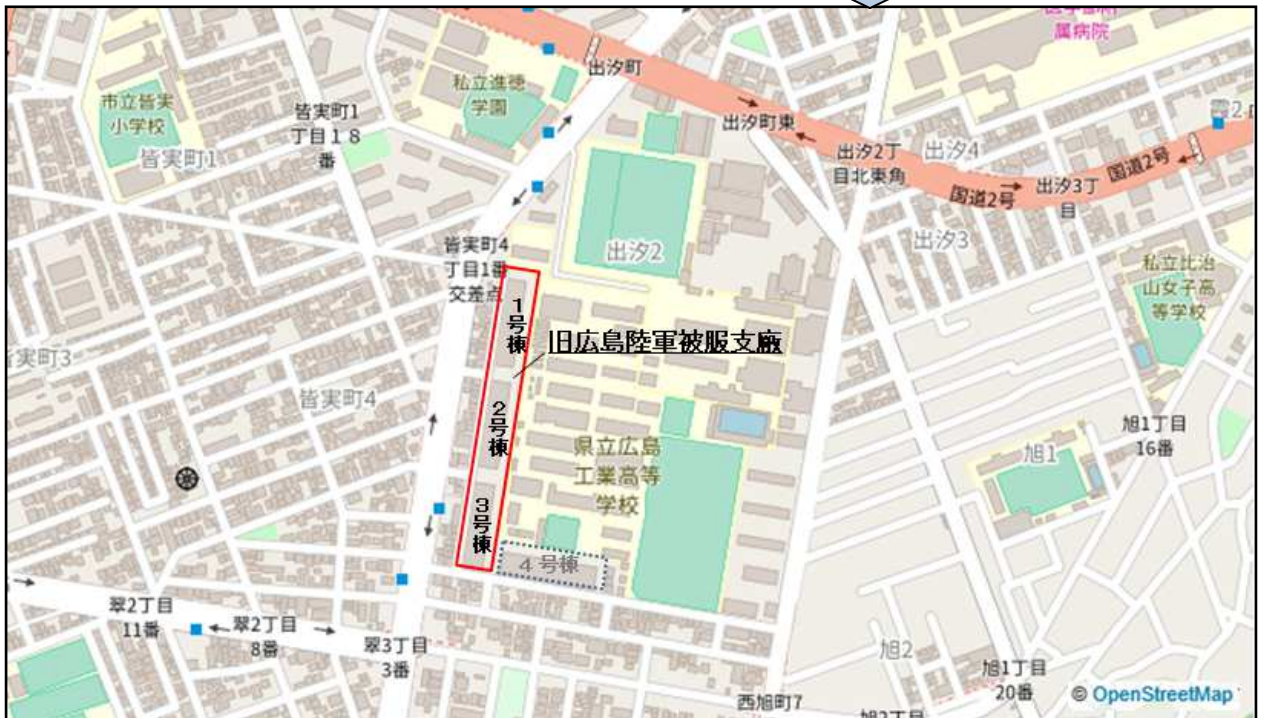 属病院
出汐町
私立進徳
学園
市立皆実
小学校
皆実町1
丁目18
番
皆実町1
出汐町東
出汐2丁
目北東角
出汐4
霞2
国道2号
国道2号
出汐3丁
目
出汐3
出汐2
皆実町4
丁目1番
交差点
私立比治
山女子高
等学校
1号棟
旧広島陸軍被服支廠
皆実町3
皆実町4
2号棟
県立広島
工業高等
学校
旭1丁目
16番
旭1
3号棟
4号棟
翠2丁目
11番
翠2丁目
8番
翠3丁目
3番
旭2
旭1丁目
20番
西旭町7
旭2丁目
© OpenStreetMap